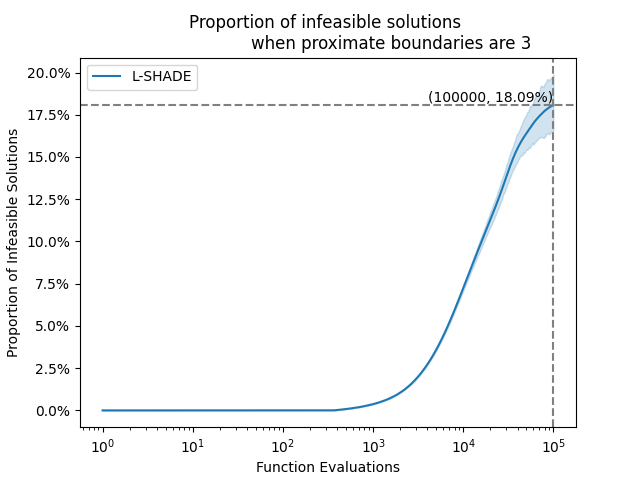 Proportion of infeasible solutions
when proximate boundaries are 3
L-SHADE
(100000, 18.09%)
Proportion of Infeasible Solutions
20.0%
17.5%
15.0%
12.5%
10.0%
7.5%
5.0%
2.5%
0.0%
10⁰ 10¹ 10² 10³ 10⁴ 10⁵
Function Evaluations